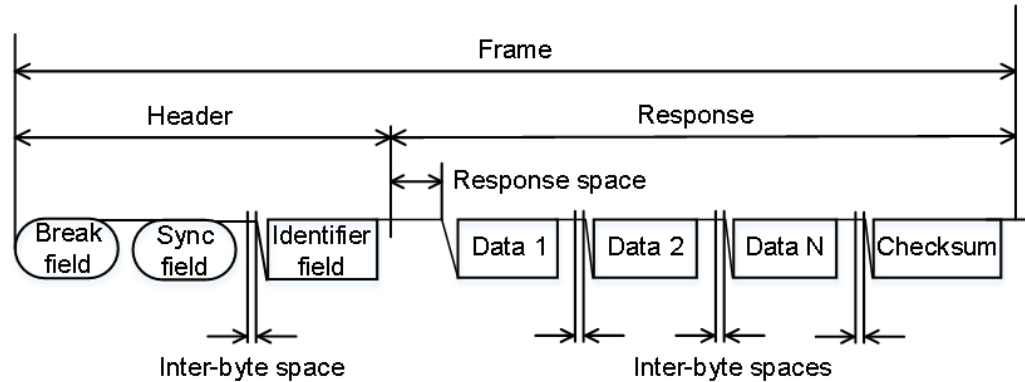 Frame
Header
Response
Response space
Break
field
Sync
field
Identifier
field
Data 1
Data 2
Data N
Checksum
Inter-byte space
Inter-byte spaces